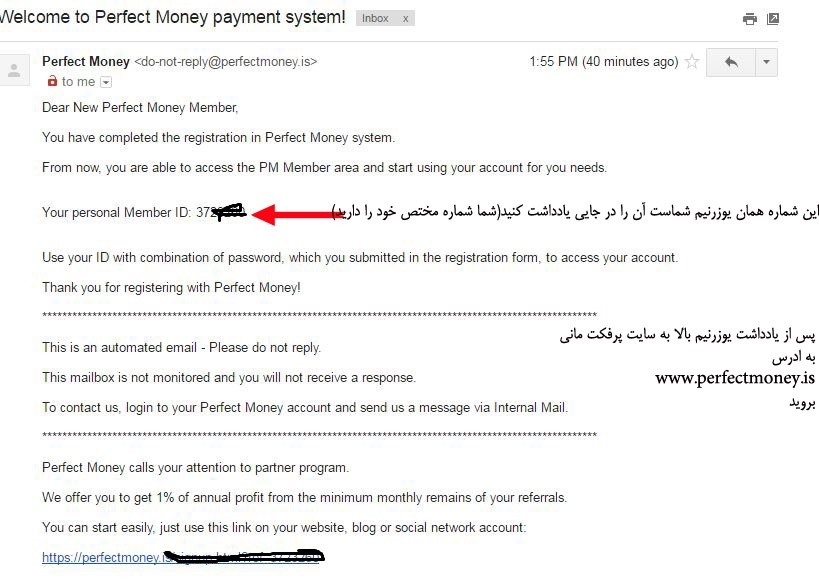 Welcome to Perfect Money payment system! Inbox x
Perfect Money <do-not-reply@perfectmoney.is> 1:55 PM (40 minutes ago)
to me
Dear New Perfect Money Member,
You have completed the registration in Perfect Money system.
From now, you are able to access the PM Member area and start using your account for you needs.
Your personal Member ID: 372
این شماره همان یوزرنیم شماست آن را در جایی یادداشت کنید(شما شماره مختص خود را دارید)
Use your ID with combination of password, which you submitted in the registration form, to access your account.
Thank you for registering with Perfect Money!
***************************************************************************************************************
پس از یادداشت یوزرنیم بالا به سایت پرفکت مانی
به ادرس
www.perfectmoney.is
بروید
This is an automated email - Please do not reply.
This mailbox is not monitored and you will not receive a response.
To contact us, login to your Perfect Money account and send us a message via Internal Mail.
***************************************************************************************************************
Perfect Money calls your attention to partner program.
We offer you to get 1% of annual profit from the minimum monthly remains of your referrals.
You can start easily, just use this link on your website, blog or social network account:
https://perfectmoney.is